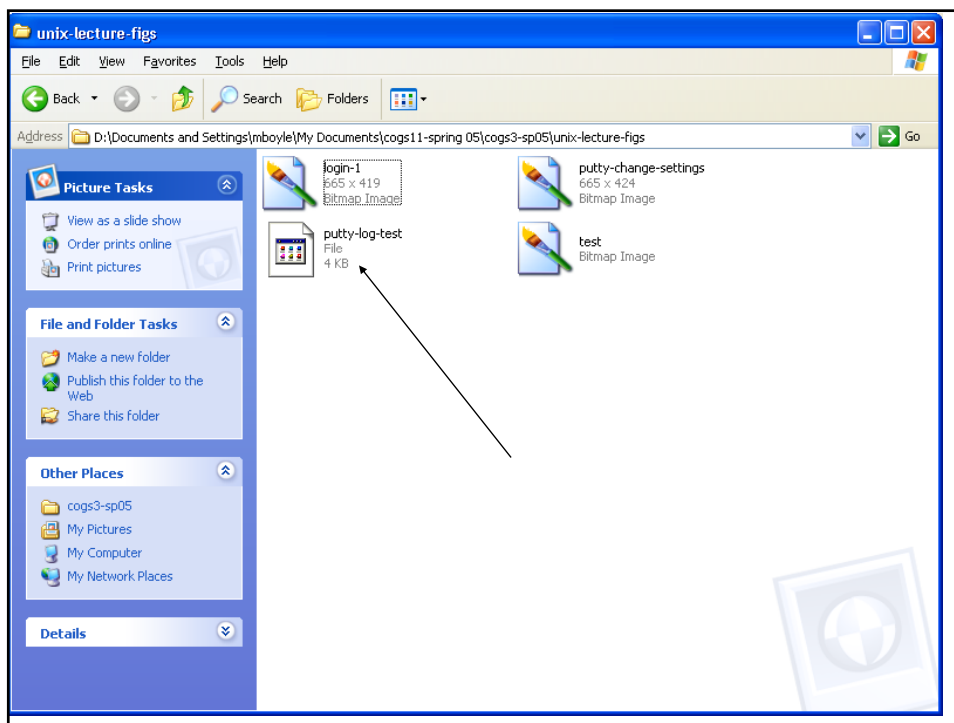 unix-lecture-figs
File Edit View Favorites Tools Help
Back Search Folders
Address D:\Documents and Settings\mboyle\My Documents\cogs11-spring 05\cogs3-sp05\unix-lecture-figs Go
Picture Tasks
View as a slide show
Order prints online
Print pictures
File and Folder Tasks
Make a new folder
Publish this folder to the
Web
Share this folder
Other Places
cogs3-sp05
My Pictures
My Computer
My Network Places
Details
login-1
665 x 419
Bitmap Image
putty-change-settings
665 x 424
Bitmap Image
putty-log-test
File
4 KB
test
Bitmap Image